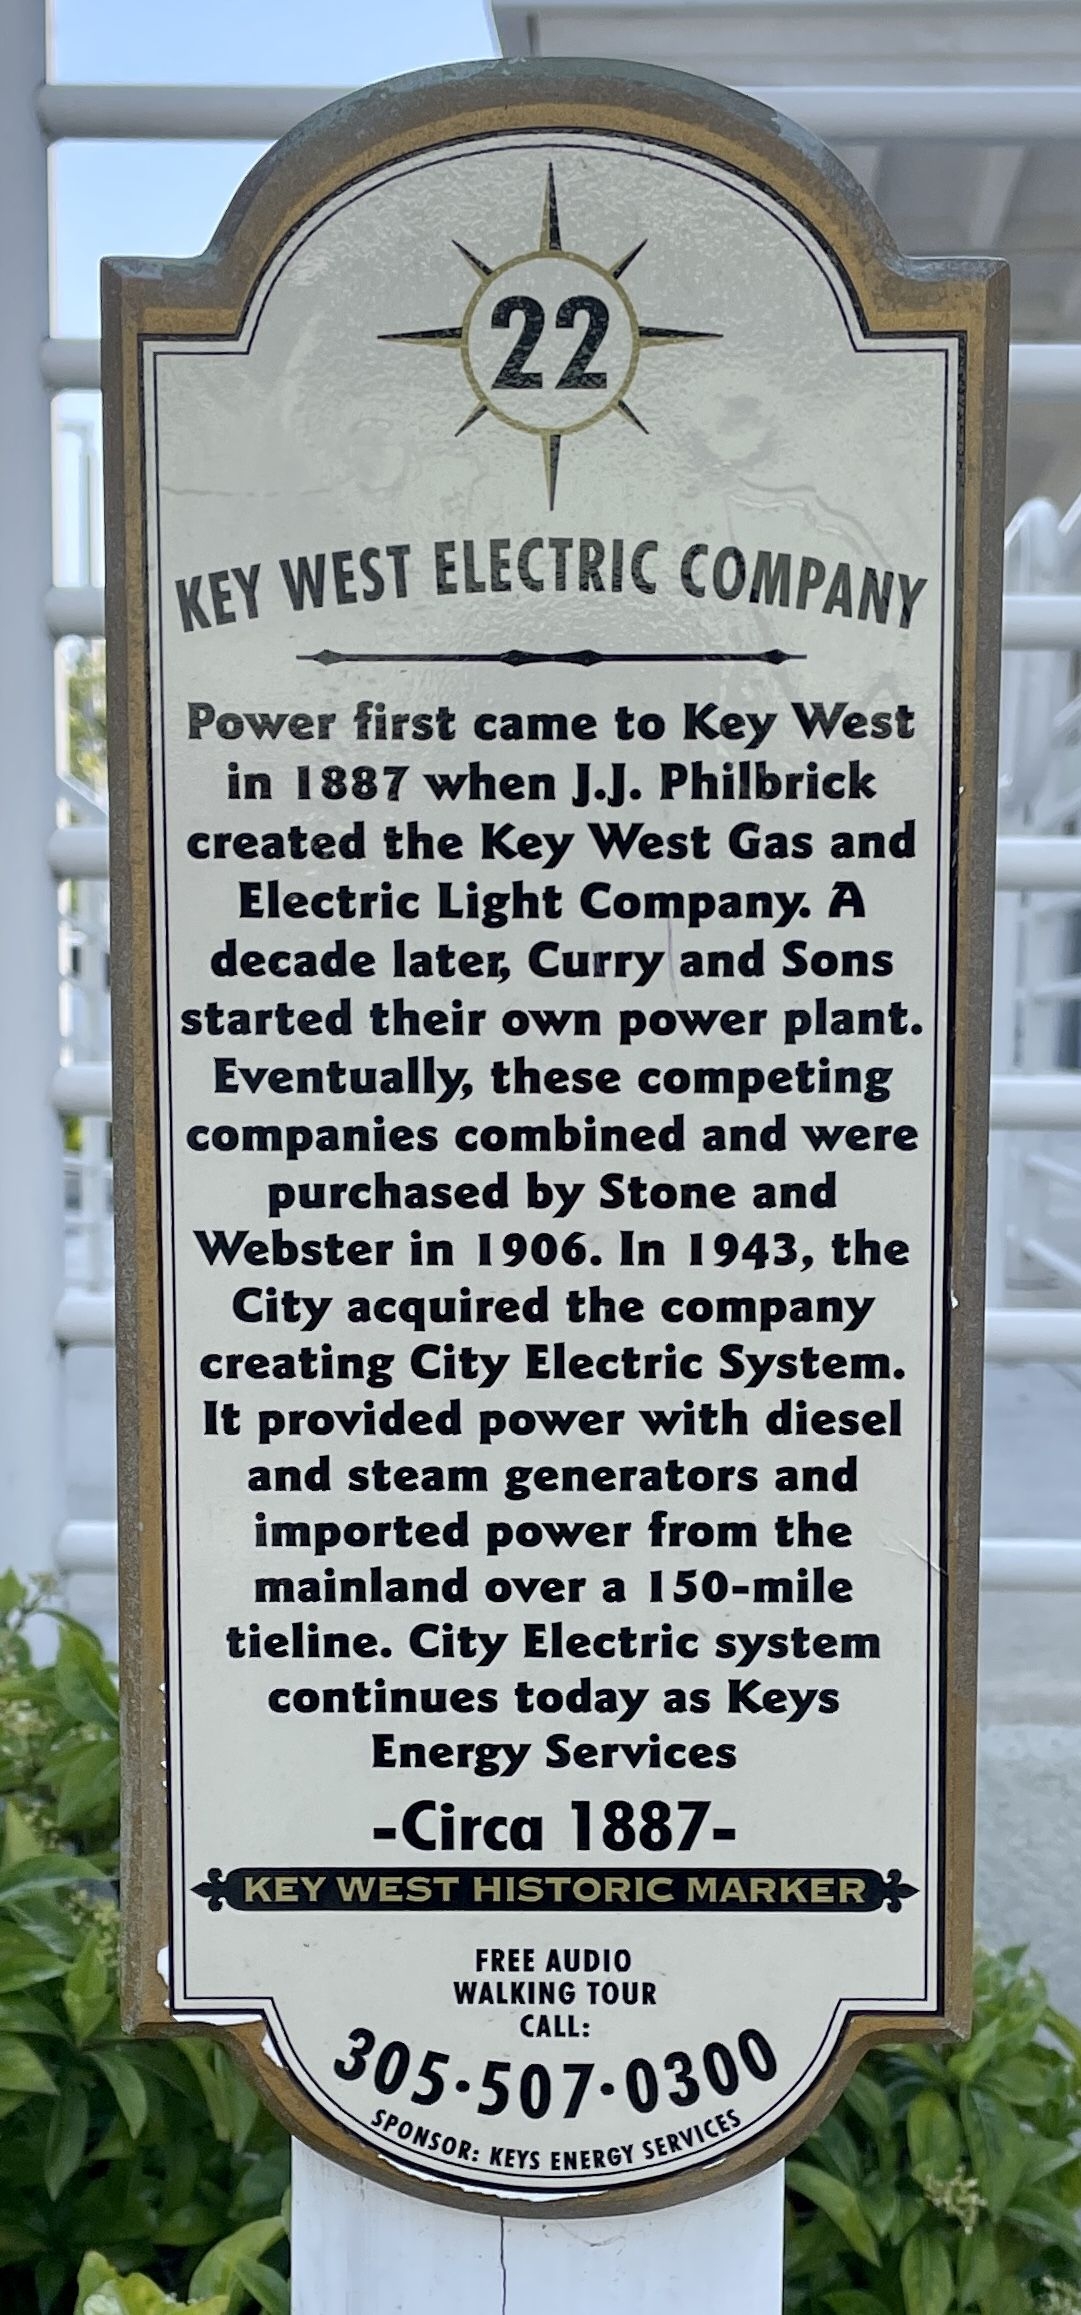 22
KEY WEST ELECTRIC COMPANY
Power first came to Key West
in 1887 when J.J. Philbrick
created the Key West Gas and
Electric Light Company. A
decade later, Curry and Sons
started their own power plant.
Eventually, these competing
companies combined and were
purchased by Stone and
Webster in 1906. In 1943, the
City acquired the company
creating City Electric System.
It provided power with diesel
and steam generators and
imported power from the
mainland over a 150-mile
tieline. City Electric system
continues today as Keys
Energy Services
-Circa 1887-
KEY WEST HISTORIC MARKER
FREE AUDIO
WALKING TOUR
CALL:
305·507·0300
SPONSOR: KEYS ENERGY SERVICES